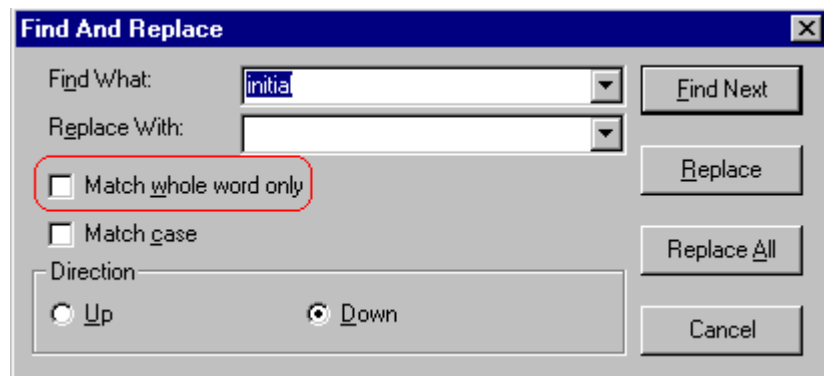 Find And Replace
Find What:
initial
Find Next
Replace With:
Replace
Match whole word only
Match case
Replace All
Direction
Up
Down
Cancel